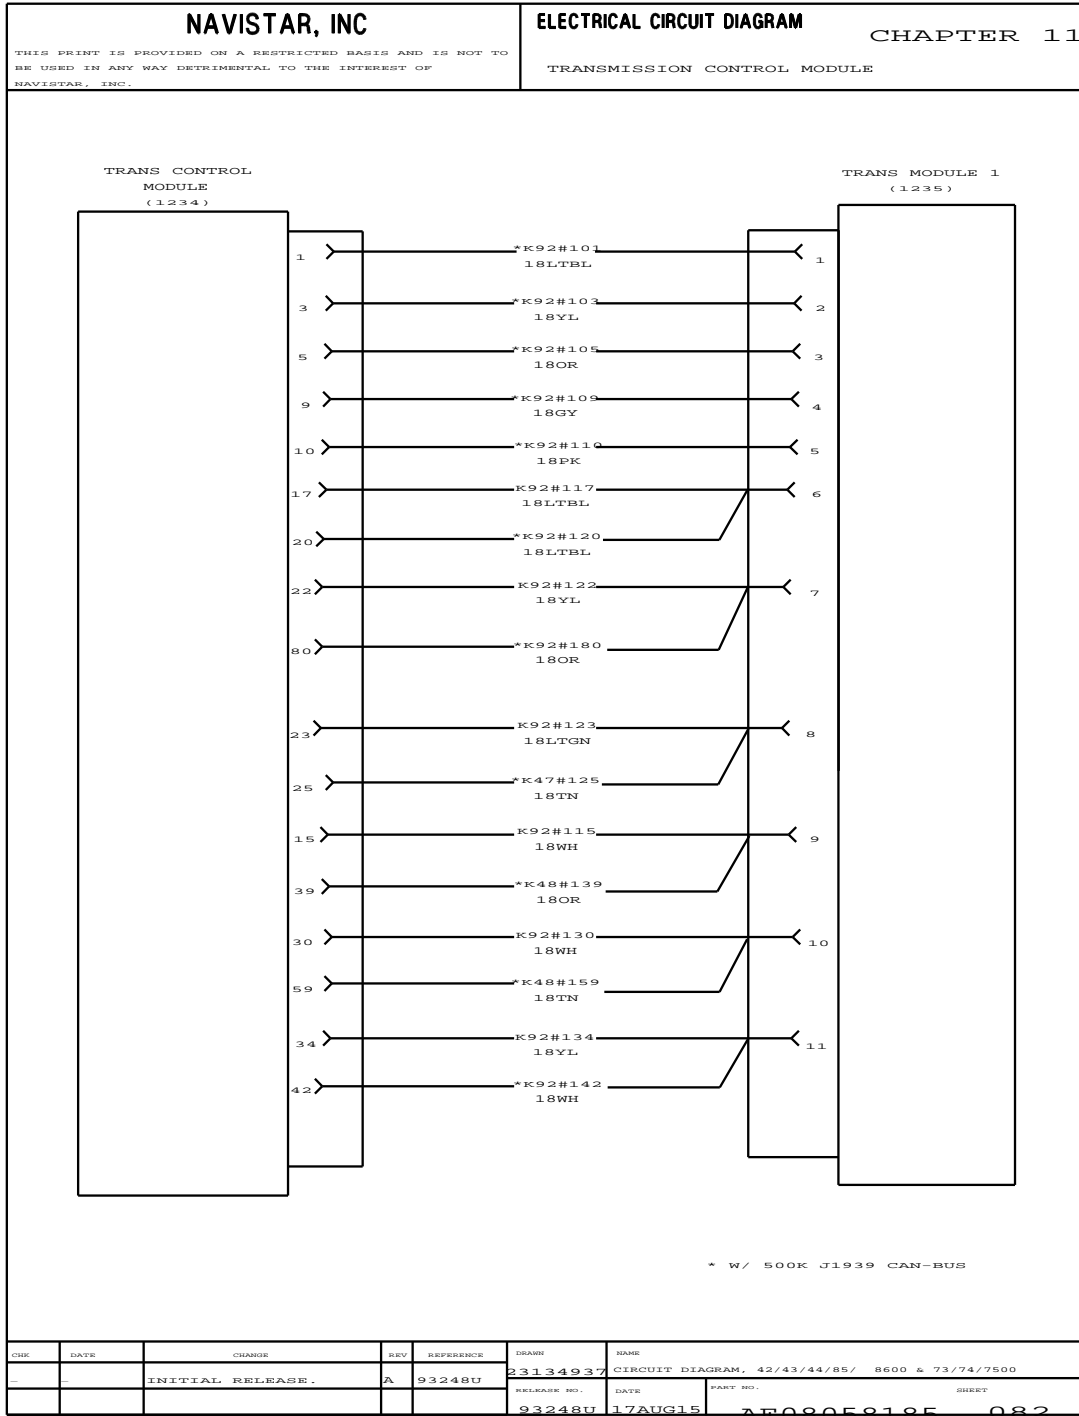 NAVISTAR, INC
THIS PRINT IS PROVIDED ON A RESTRICTED BASIS AND IS NOT TO
BE USED IN ANY WAY DETRIMENTAL TO THE INTEREST OF
NAVISTAR, INC.
ELECTRICAL CIRCUIT DIAGRAM
CHAPTER 11
TRANSMISSION CONTROL MODULE
TRANS CONTROL
MODULE
(1234)
TRANS MODULE 1
(1235)
1 *K92#101 1
18LTBL
3 *K92#103 2
18YL
5 *K92#105 3
18OR
9 *K92#109 4
18GY
10 *K92#110 5
18PK
17 K92#117 6
18LTBL
20 *K92#120
18LTBL
22 K92#122 7
18YL
80 *K92#180
18OR
23 K92#123 8
18LTGN
25 *K47#125
18TN
15 K92#115 9
18WH
39 *K48#139
18OR
30 K92#130 10
18WH
59 *K48#159
18TN
34 K92#134 11
18YL
42 *K92#142
18WH
* W/ 500K J1939 CAN-BUS
CHK DATE CHANGE REV REFERENCE
- - INITIAL RELEASE. A 93248U
DRAWN
23134937
NAME
CIRCUIT DIAGRAM, 42/43/44/85/ 8600 & 73/74/7500
RELEASE NO.
93248U
DATE
17AUG15
PART NO. SHEET
AE08058185 082